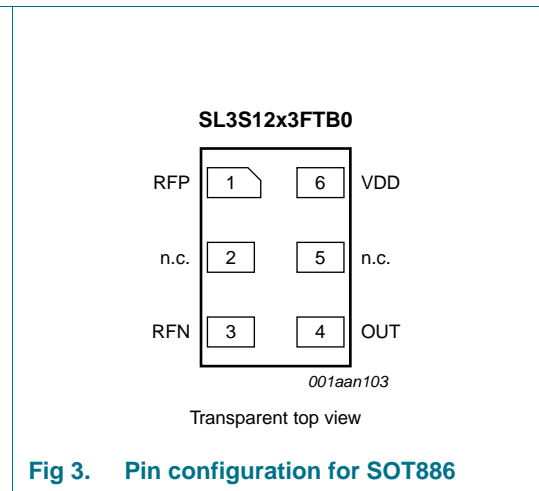 SL3S12x3FTB0
RFP 1 6 VDD
n.c. 2 5 n.c.
RFN 3 4 OUT
001aan103
Transparent top view
Fig 3. Pin configuration for SOT886